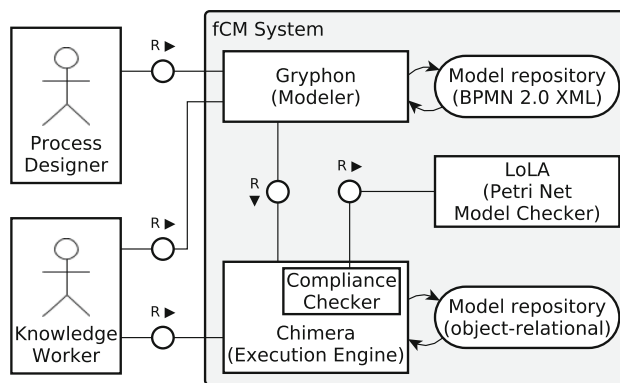 fCM System
R ►
Gryphon
(Modeler)
Model repository
(BPMN 2.0 XML)
Process
Designer
R ►
LoLA
(Petri Net
Model Checker)
R
▼
R ►
Compliance
Checker
Chimera
(Execution Engine)
Model repository
(object-relational)
R ►
Knowledge
Worker